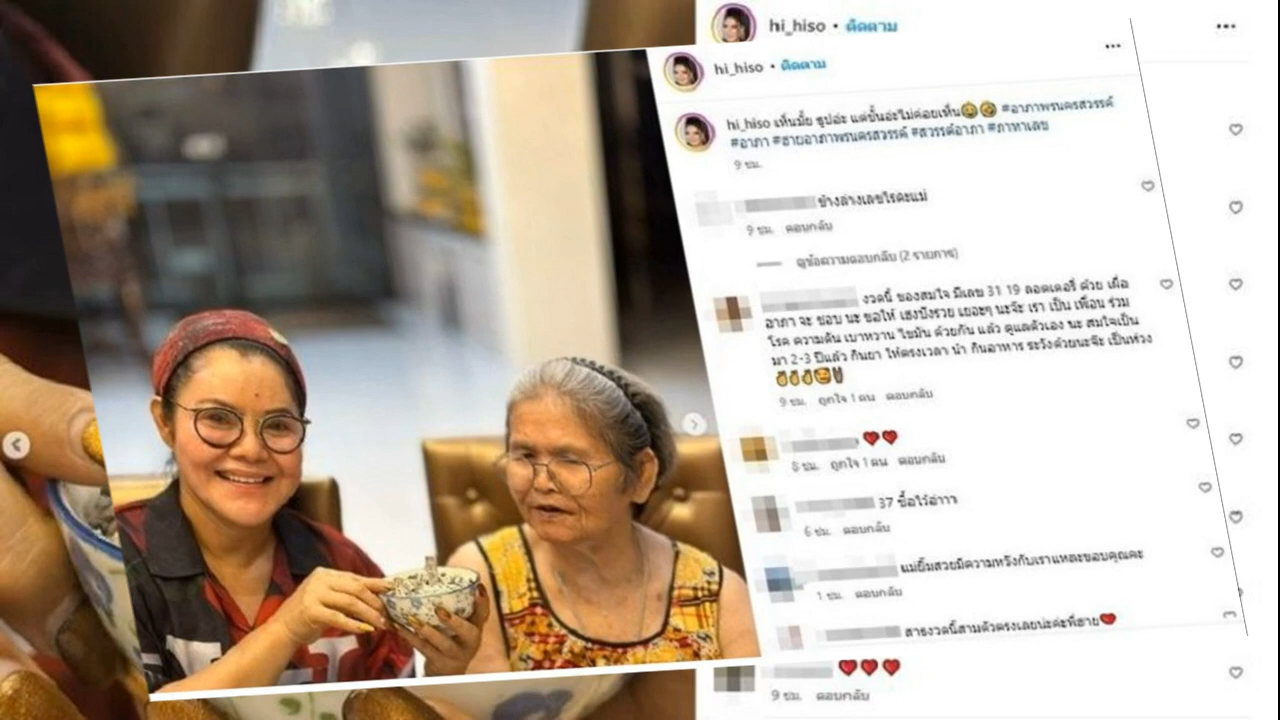 hi_hiso • ติดตาม
hi_hiso • ติดตาม
hi_hiso เห็นมั้ย ธูปอ่ะ แต่ขั้นอ่ะไม่ค่อยเห็น😂🤣 #อาภาพรนครสวรรค์
#อาภา #ฮายอาภาพรนครสวรรค์ #สวรรค์อาภา #ภาหาเลข
9 ชม.
ข้างล่างเลขไรคะแม่
9 ชม. ตอบกลับ
ดูข้อความตอบกลับ (2 รายการ)
งวดนี้ ของสมใจ มีเลข 31 19 ลอตเตอรี่ ด้วย เผื่อ
อาภา จะ ชอบ นะ ขอให้ เฮงปังรวย เยอะๆ นะจ๊ะ เรา เป็น เพื่อน ร่วม
โรค ความดัน เบาหวาน ไขมัน ด้วยกัน แล้ว ดูแลตัวเอง นะ สมใจเป็น
มา 2-3 ปีแล้ว กินยา ให้ตรงเวลา น้ำ กินอาหาร ระวังด้วยนะจ๊ะ เป็นห่วง
9 ชม. ถูกใจ 1 คน ตอบกลับ
❤️❤️
8 ชม. ถูกใจ 1 คน ตอบกลับ
37 ซื้อไว้อ่าาา
6 ชม. ตอบกลับ
แม่ยิ้มสวยมีความหวังกับเราแหละขอบคุณคะ
1 ชม. ตอบกลับ
สาธุงวดนี้สามตัวตรงเลยน่ะค่ะพี่ฮาย❤️
❤️❤️❤️
9 ชม. ตอบกลับ